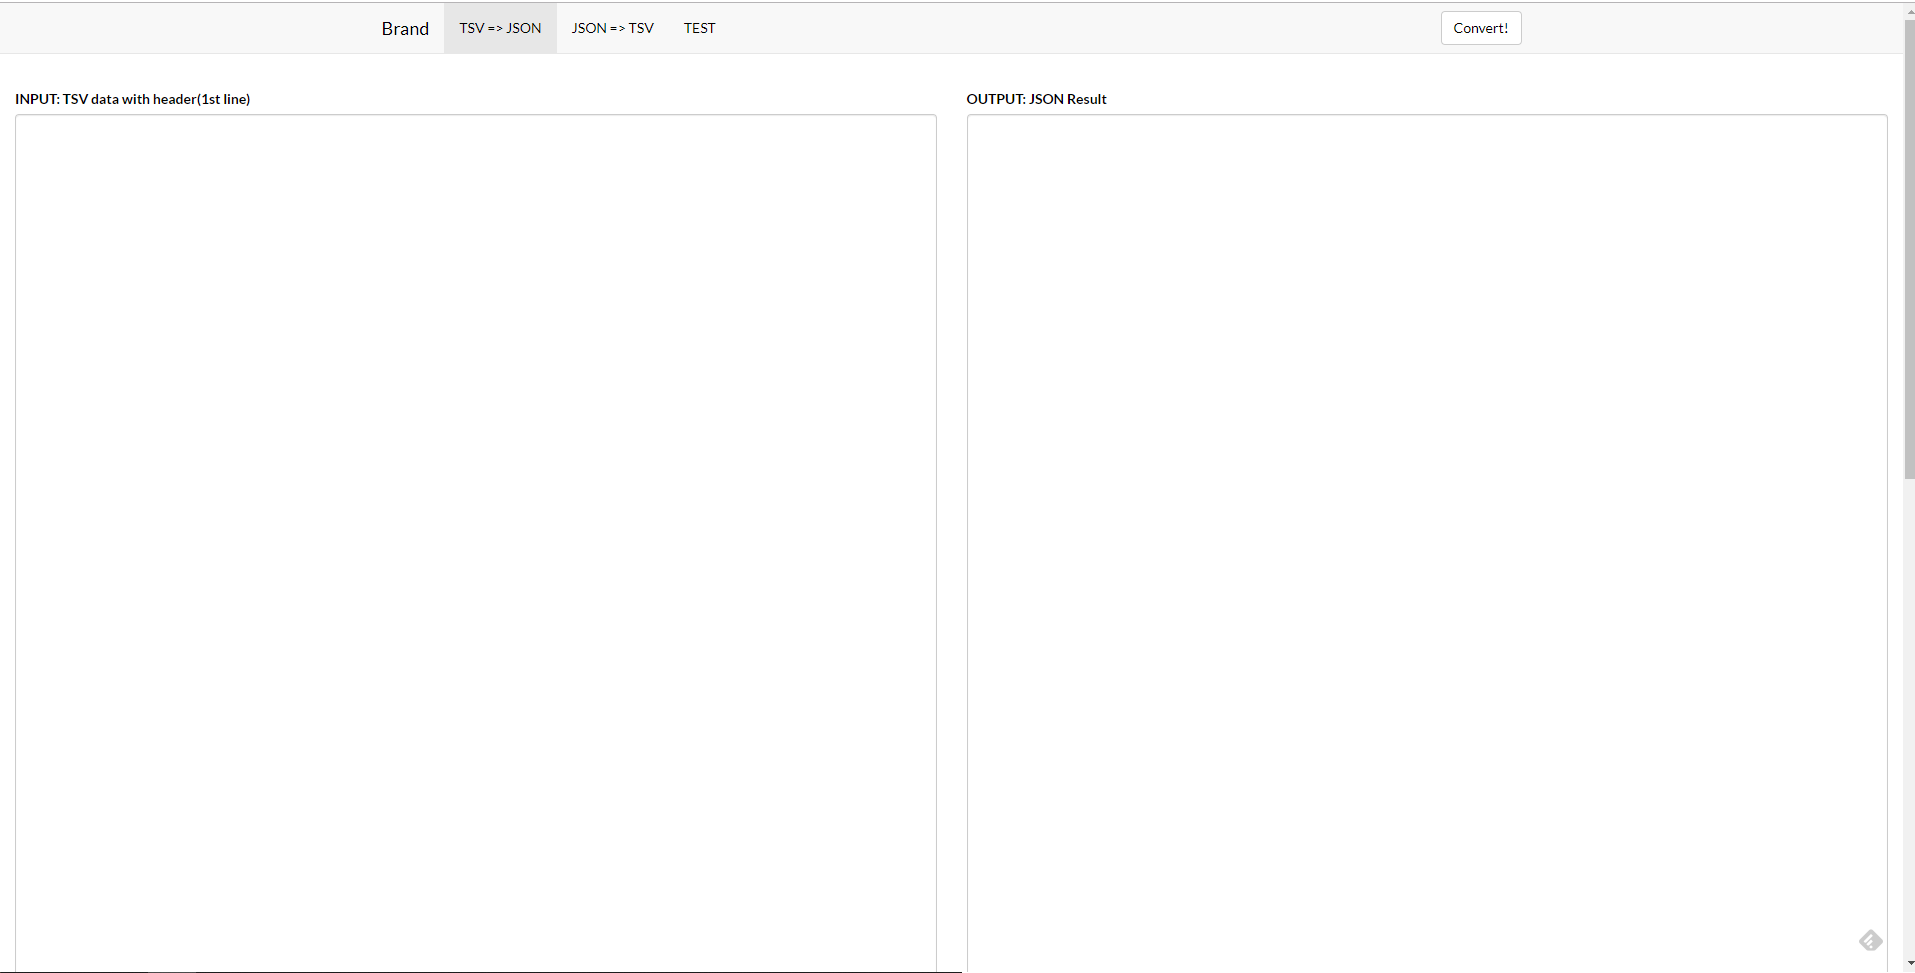 Brand TSV => JSON JSON => TSV TEST Convert!
INPUT: TSV data with header(1st line)
OUTPUT: JSON Result